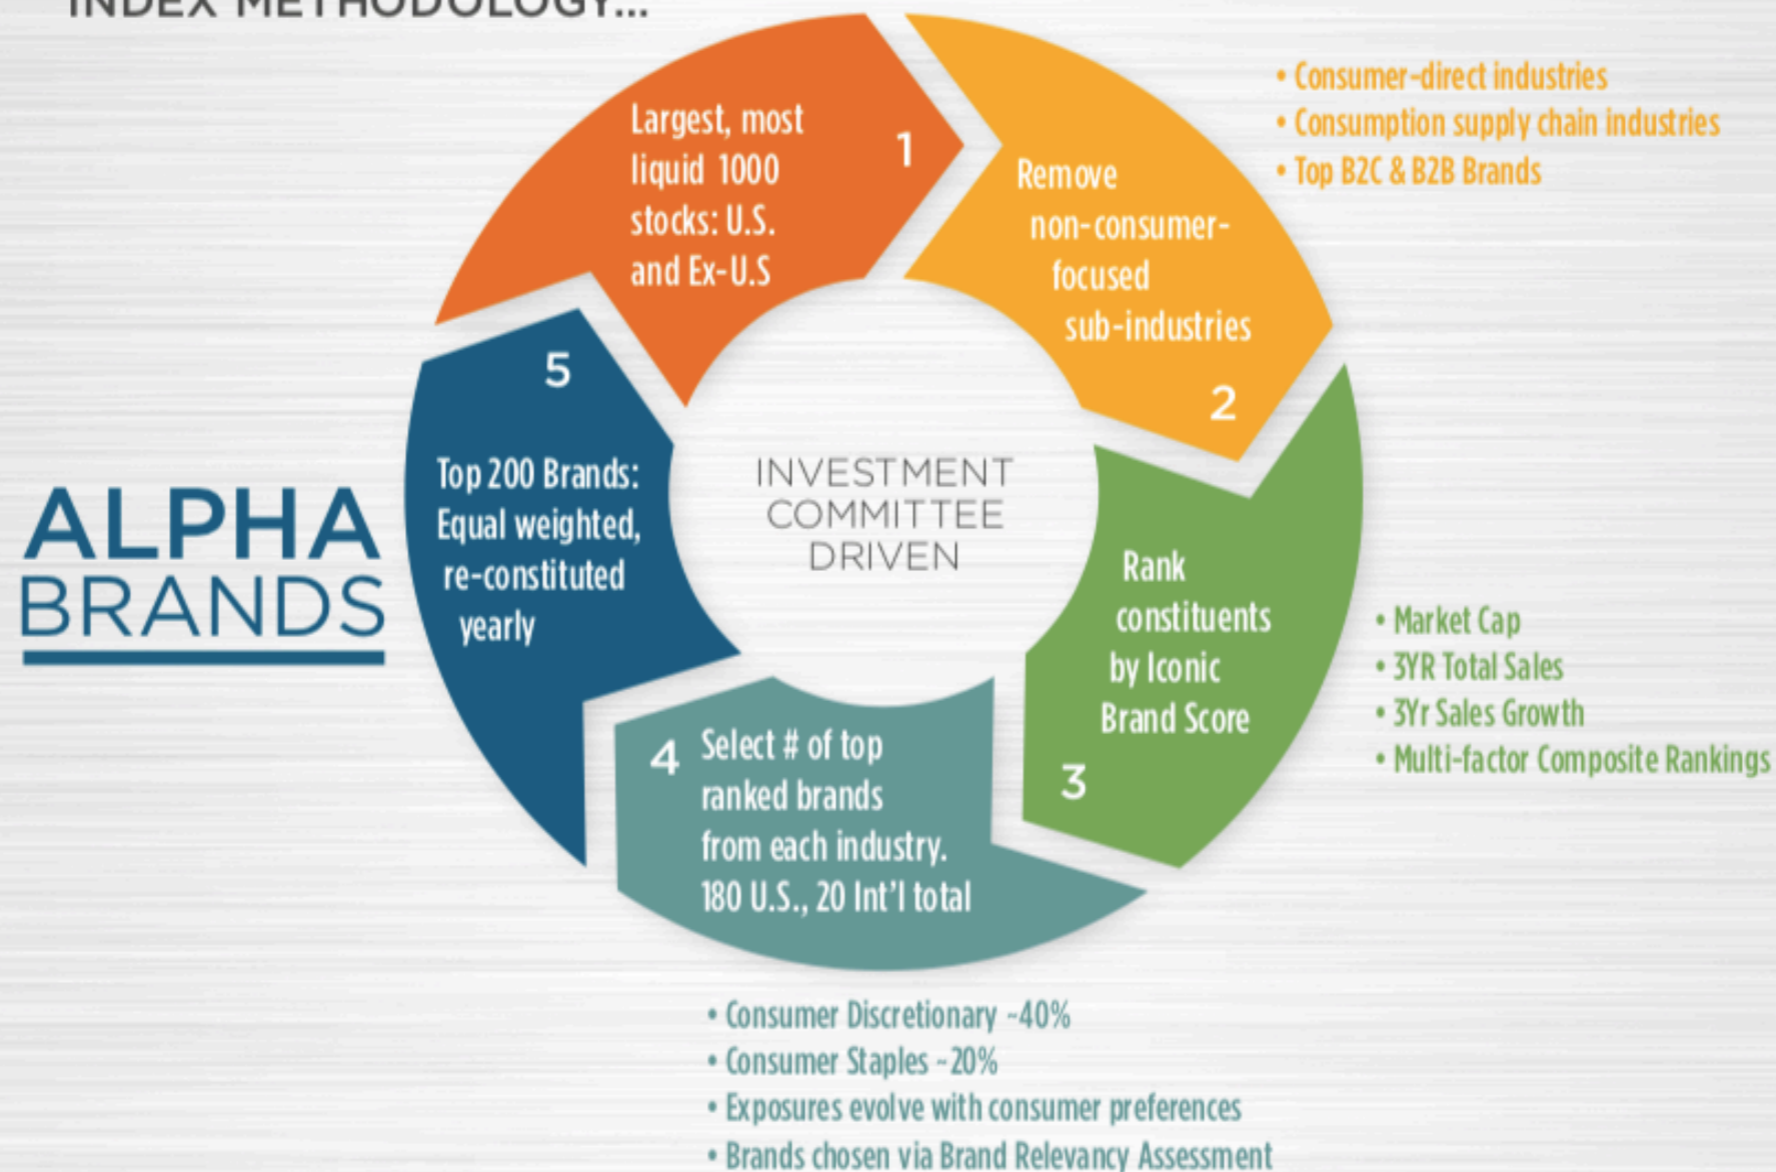 INDEX METHODOLOGY...
Largest, most
liquid 1000
stocks: U.S.
and Ex-U.S
1
Remove
non-consumer-
focused
sub-industries
2
• Consumer-direct industries
• Consumption supply chain industries
• Top B2C & B2B Brands
Rank
constituents
by Iconic
Brand Score
3
• Market Cap
• 3YR Total Sales
• 3Yr Sales Growth
• Multi-factor Composite Rankings
4
Select # of top
ranked brands
from each industry.
180 U.S., 20 Int'l total
• Consumer Discretionary ~40%
• Consumer Staples ~20%
• Exposures evolve with consumer preferences
• Brands chosen via Brand Relevancy Assessment
5
Top 200 Brands:
Equal weighted,
re-constituted
yearly
INVESTMENT
COMMITTEE
DRIVEN
ALPHA
BRANDS